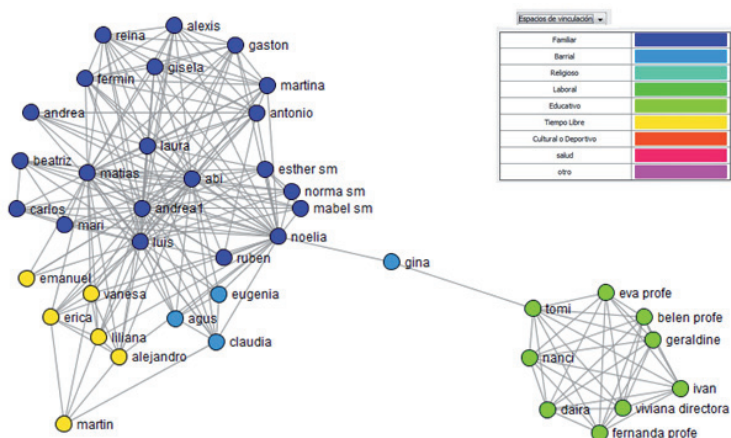 Espacios de vinculación
Familiar
Barrial
Religioso
Laboral
Educativo
Tiempo Libre
Cultural o Deportivo
salud
otro
reina
alexis
gaston
fermin
gisela
martina
andrea
antonio
laura
beatriz
matias
abi
esther sm
norma sm
carlos
mari
andrea1
mabel sm
luis
noelia
ruben
gina
emanuel
vanesa
eugenia
erica
agus
liliana
claudia
alejandro
martin
eva profe
tomi
belen profe
geraldine
nanci
ivan
daira
viviana directora
fernanda profe